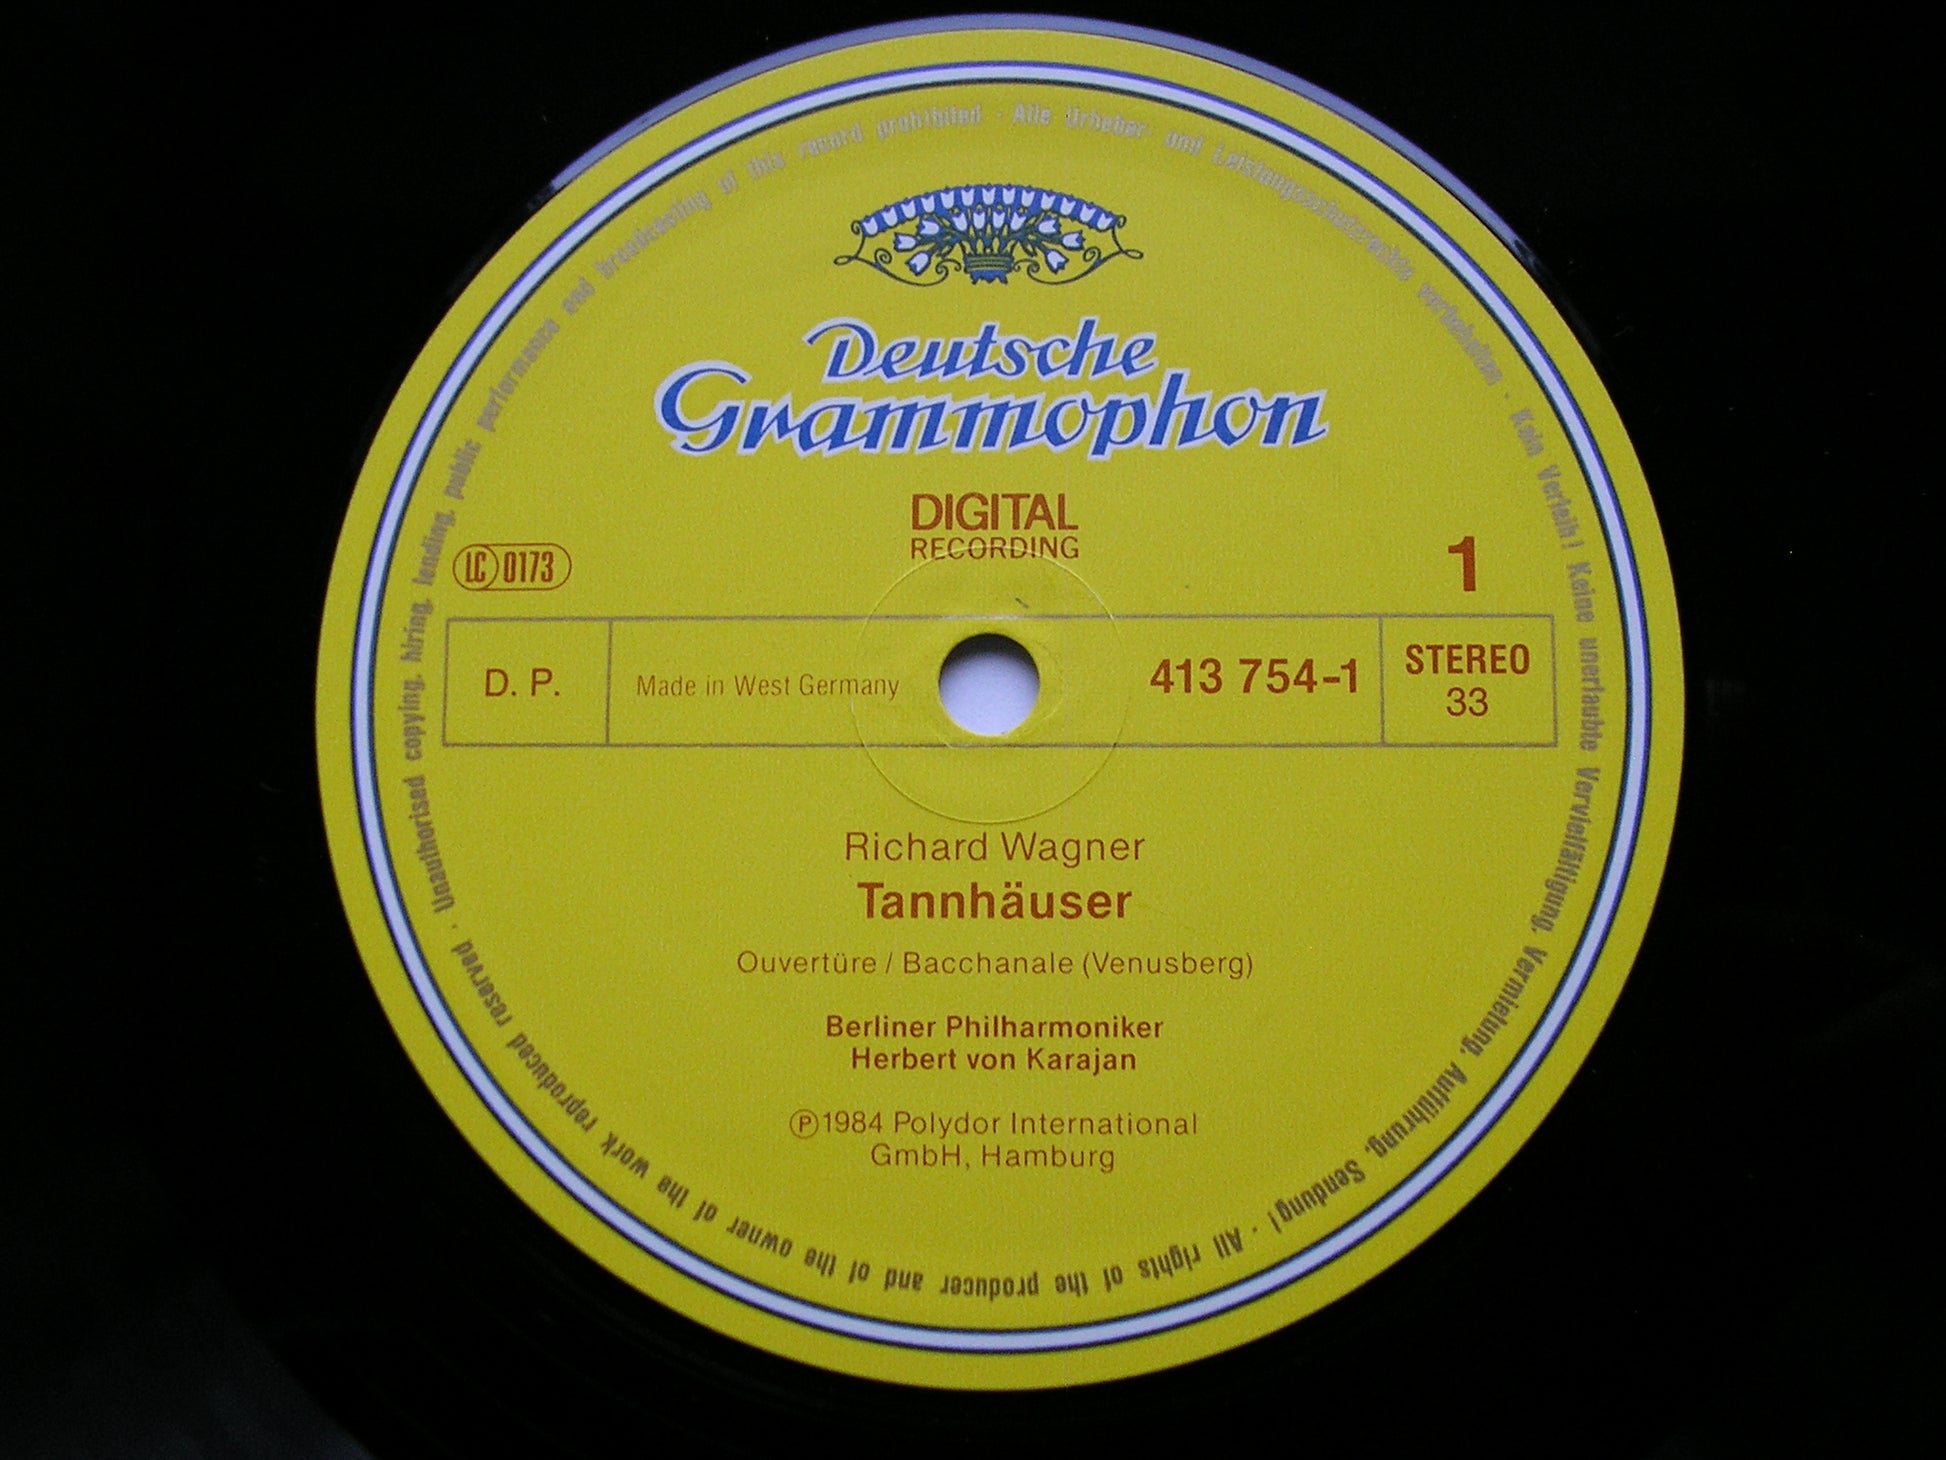 Deutsche
Grammophon
DIGITAL
RECORDING
LC 0173
1
D. P.
Made in West Germany
413 754-1
STEREO
33
Richard Wagner
Tannhäuser
Ouvertüre / Bacchanale (Venusberg)
Berliner Philharmoniker
Herbert von Karajan
Ⓟ1984 Polydor International
GmbH, Hamburg
Alle Urheber- und Leistungsschutzrechte vorbehalten · Kein Verleih! Keine unerlaubte Vervielfältigung, Vermietung, Aufführung, Sendung! · All rights of the producer and of the owner of the work reproduced reserved · Unauthorised copying, hiring, lending, public performance and broadcasting of this record prohibited ·